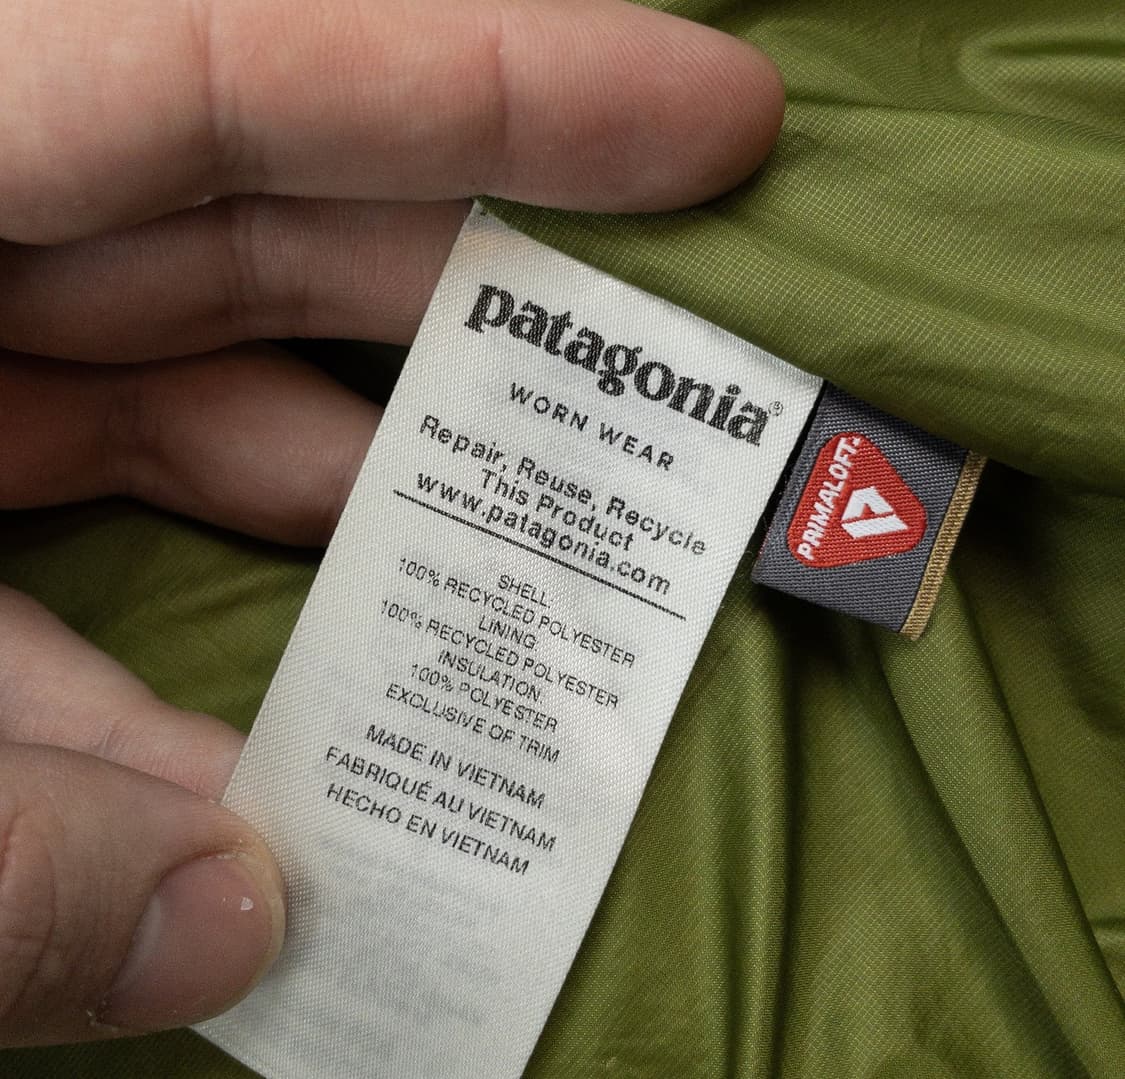 patagonia®
WORN WEAR
Repair, Reuse, Recycle
This Product
www.patagonia.com
SHELL
100% RECYCLED POLYESTER
LINING
100% RECYCLED POLYESTER
INSULATION
100% POLYESTER
EXCLUSIVE OF TRIM
MADE IN VIETNAM
FABRIQUÉ AU VIETNAM
HECHO EN VIETNAM
PRIMALOFT